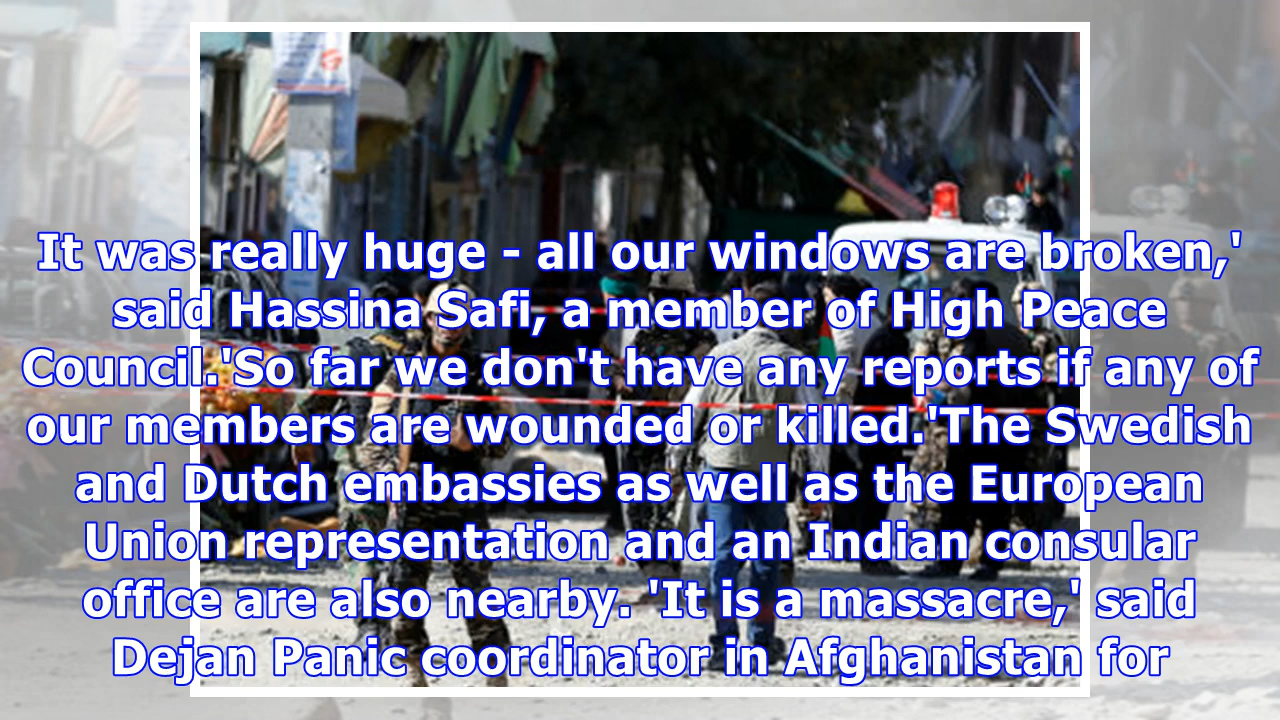 It was really huge - all our windows are broken,'
said Hassina Safi, a member of High Peace
Council.'So far we don't have any reports if any of
our members are wounded or killed.'The Swedish
and Dutch embassies as well as the European
Union representation and an Indian consular
office are also nearby. 'It is a massacre,' said
Dejan Panic coordinator in Afghanistan for